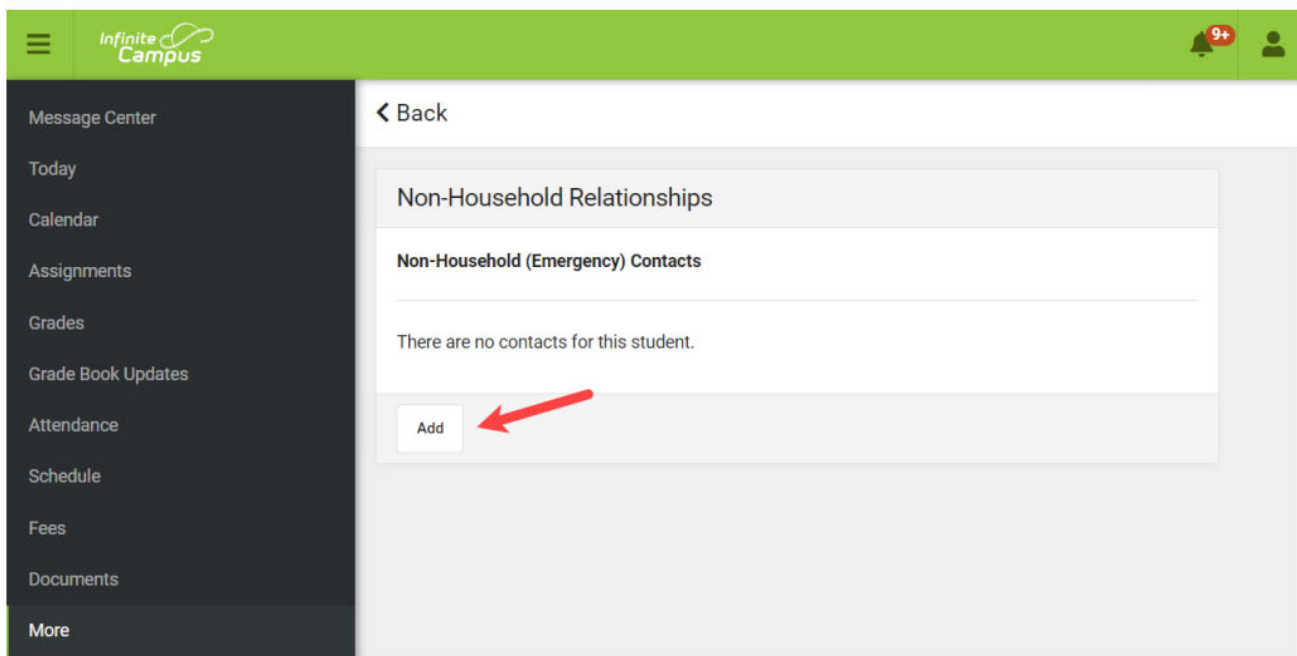 Infinite
Campus
9+
Message Center
Today
Calendar
Assignments
Grades
Grade Book Updates
Attendance
Schedule
Fees
Documents
More
Back
Non-Household Relationships
Non-Household (Emergency) Contacts
There are no contacts for this student.
Add